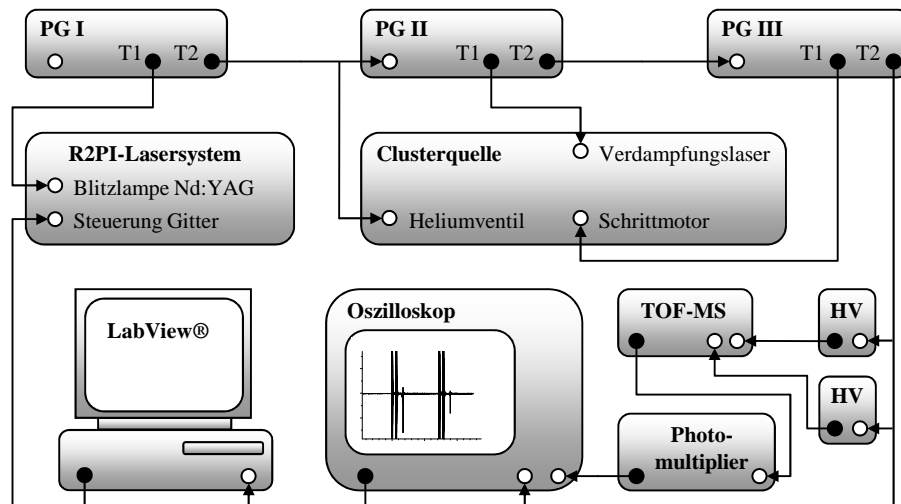 PG I
T1 T2
PG II
T1 T2
PG III
T1 T2
R2PI-Lasersystem
Blitzlampe Nd:YAG
Steuerung Gitter
Clusterquelle
Verdampfungslaser
Heliumventil
Schrittmotor
LabView®
Oszilloskop
TOF-MS
HV
HV
Photo-
multiplier